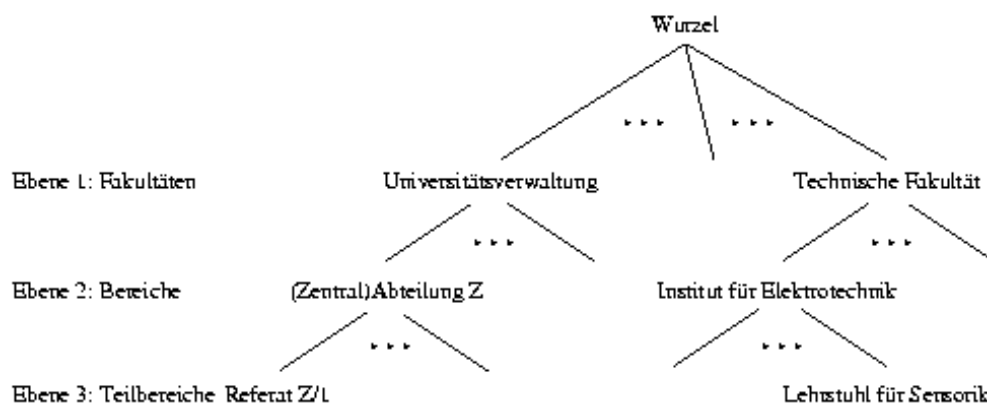 Wurzel
Ebene 1: Fakultäten Universitätsverwaltung Technische Fakultät
Ebene 2: Bereiche (Zentral)Abteilung Z Institut für Elektrotechnik
Ebene 3: Teilbereiche Referat Z/1 Lehrstuhl für Sensorik